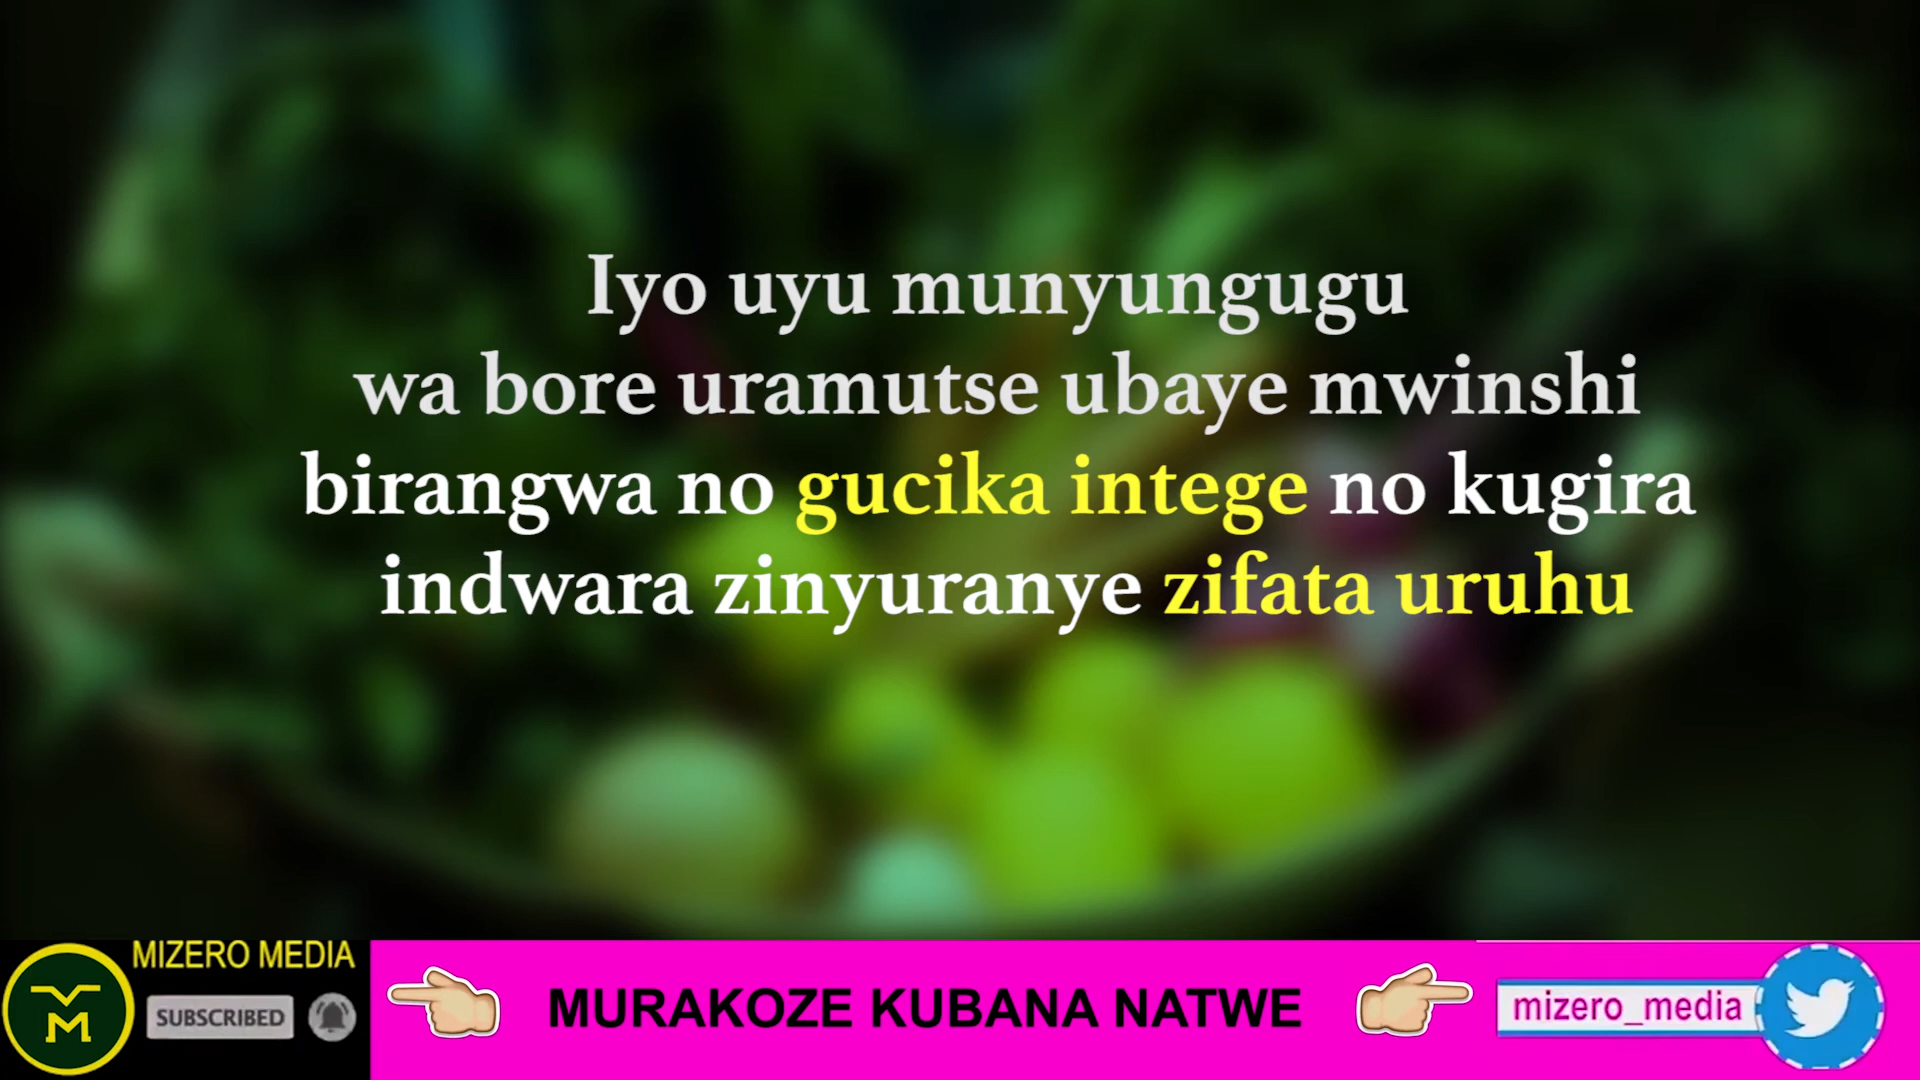 Iyo uyu munyungugu
wa bore uramutse ubaye mwinshi
birangwa no gucika intege no kugira
indwara zinyuranye zifata uruhu
MIZERO MEDIA
SUBSCRIBED
MURAKOZE KUBANA NATWE
mizero_media